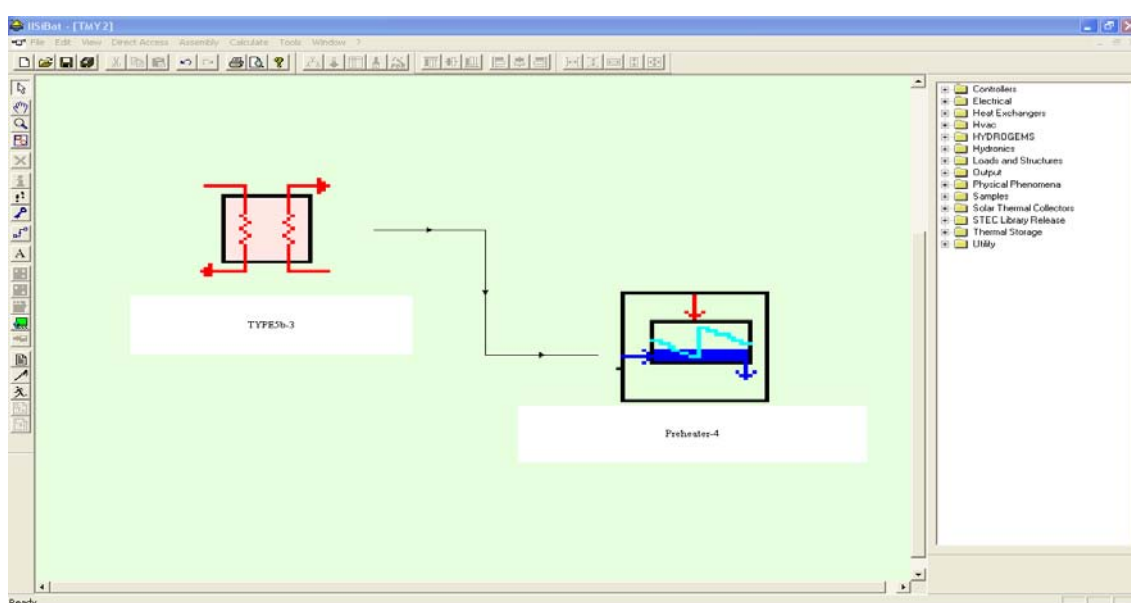 IISiBat - [TMY2]
File Edit View Direct Access Assembly Calculate Tools Window ?
A
Controllers
Electrical
Heat Exchangers
Hvac
HYDROGEMS
Hydronics
Loads and Structures
Output
Physical Phenomena
Samples
Solar Thermal Collectors
STEC Library Release
Thermal Storage
Utility
TYPE5b-3
Preheater-4
Ready